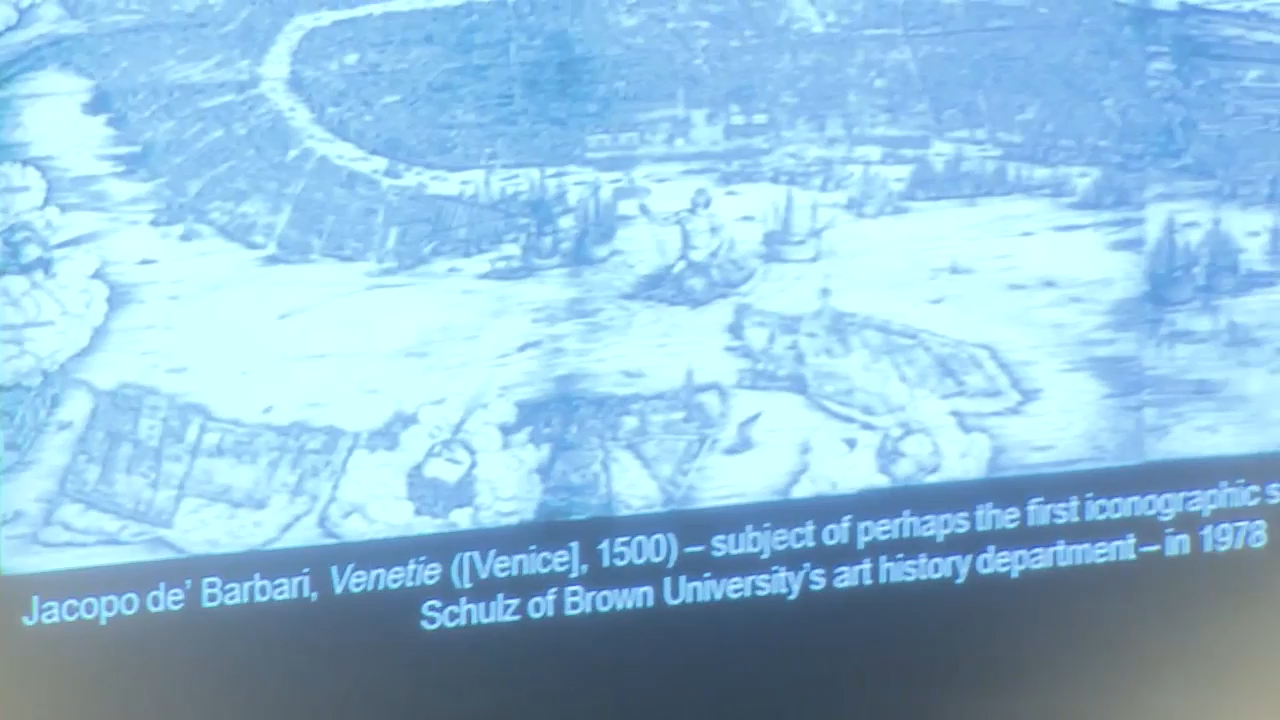 Jacopo de' Barbari, Venetie ([Venice], 1500) – subject of perhaps the first iconographic
Schulz of Brown University's art history department – in 1978